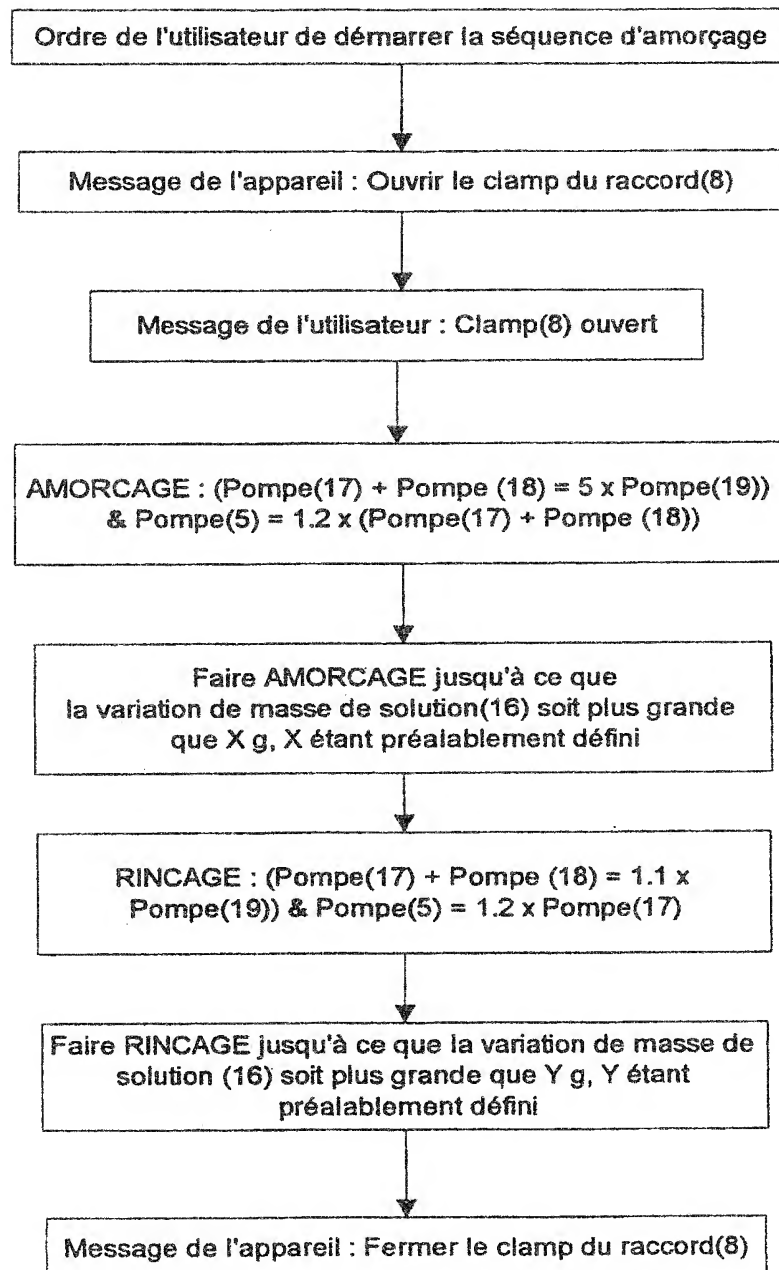 Ordre de l'utilisateur de démarrer la séquence d'amorçage
Message de l'appareil : Ouvrir le clamp du raccord(8)
Message de l'utilisateur : Clamp(8) ouvert
AMORCAGE : (Pompe(17) + Pompe (18) = 5 x Pompe(19))
& Pompe(5) = 1.2 x (Pompe(17) + Pompe (18))
Faire AMORCAGE jusqu'à ce que
la variation de masse de solution(16) soit plus grande
que X g, X étant préalablement défini
RINCAGE : (Pompe(17) + Pompe (18) = 1.1 x
Pompe(19)) & Pompe(5) = 1.2 x Pompe(17)
Faire RINCAGE jusqu'à ce que la variation de masse de
solution (16) soit plus grande que Y g, Y étant
préalablement défini
Message de l'appareil : Fermer le clamp du raccord(8)